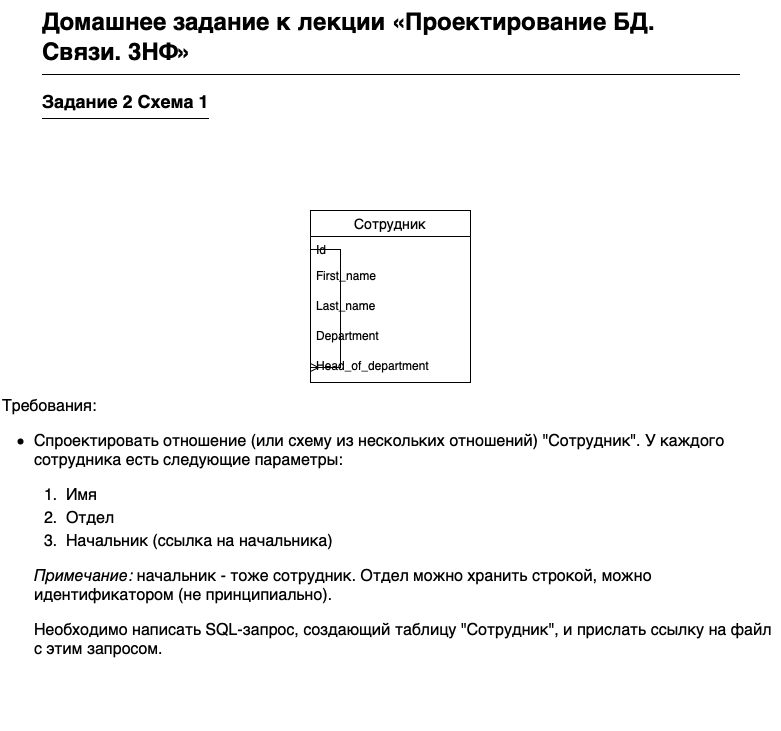 Домашнее задание к лекции «Проектирование БД.
Связи. 3НФ»
Задание 2 Схема 1
Сотрудник
Id
First_name
Last_name
Department
Head_of_department
Требования:
• Спроектировать отношение (или схему из нескольких отношений) "Сотрудник". У каждого
сотрудника есть следующие параметры:
1. Имя
2. Отдел
3. Начальник (ссылка на начальника)
Примечание: начальник - тоже сотрудник. Отдел можно хранить строкой, можно
идентификатором (не принципиально).
Необходимо написать SQL-запрос, создающий таблицу "Сотрудник", и прислать ссылку на файл
с этим запросом.